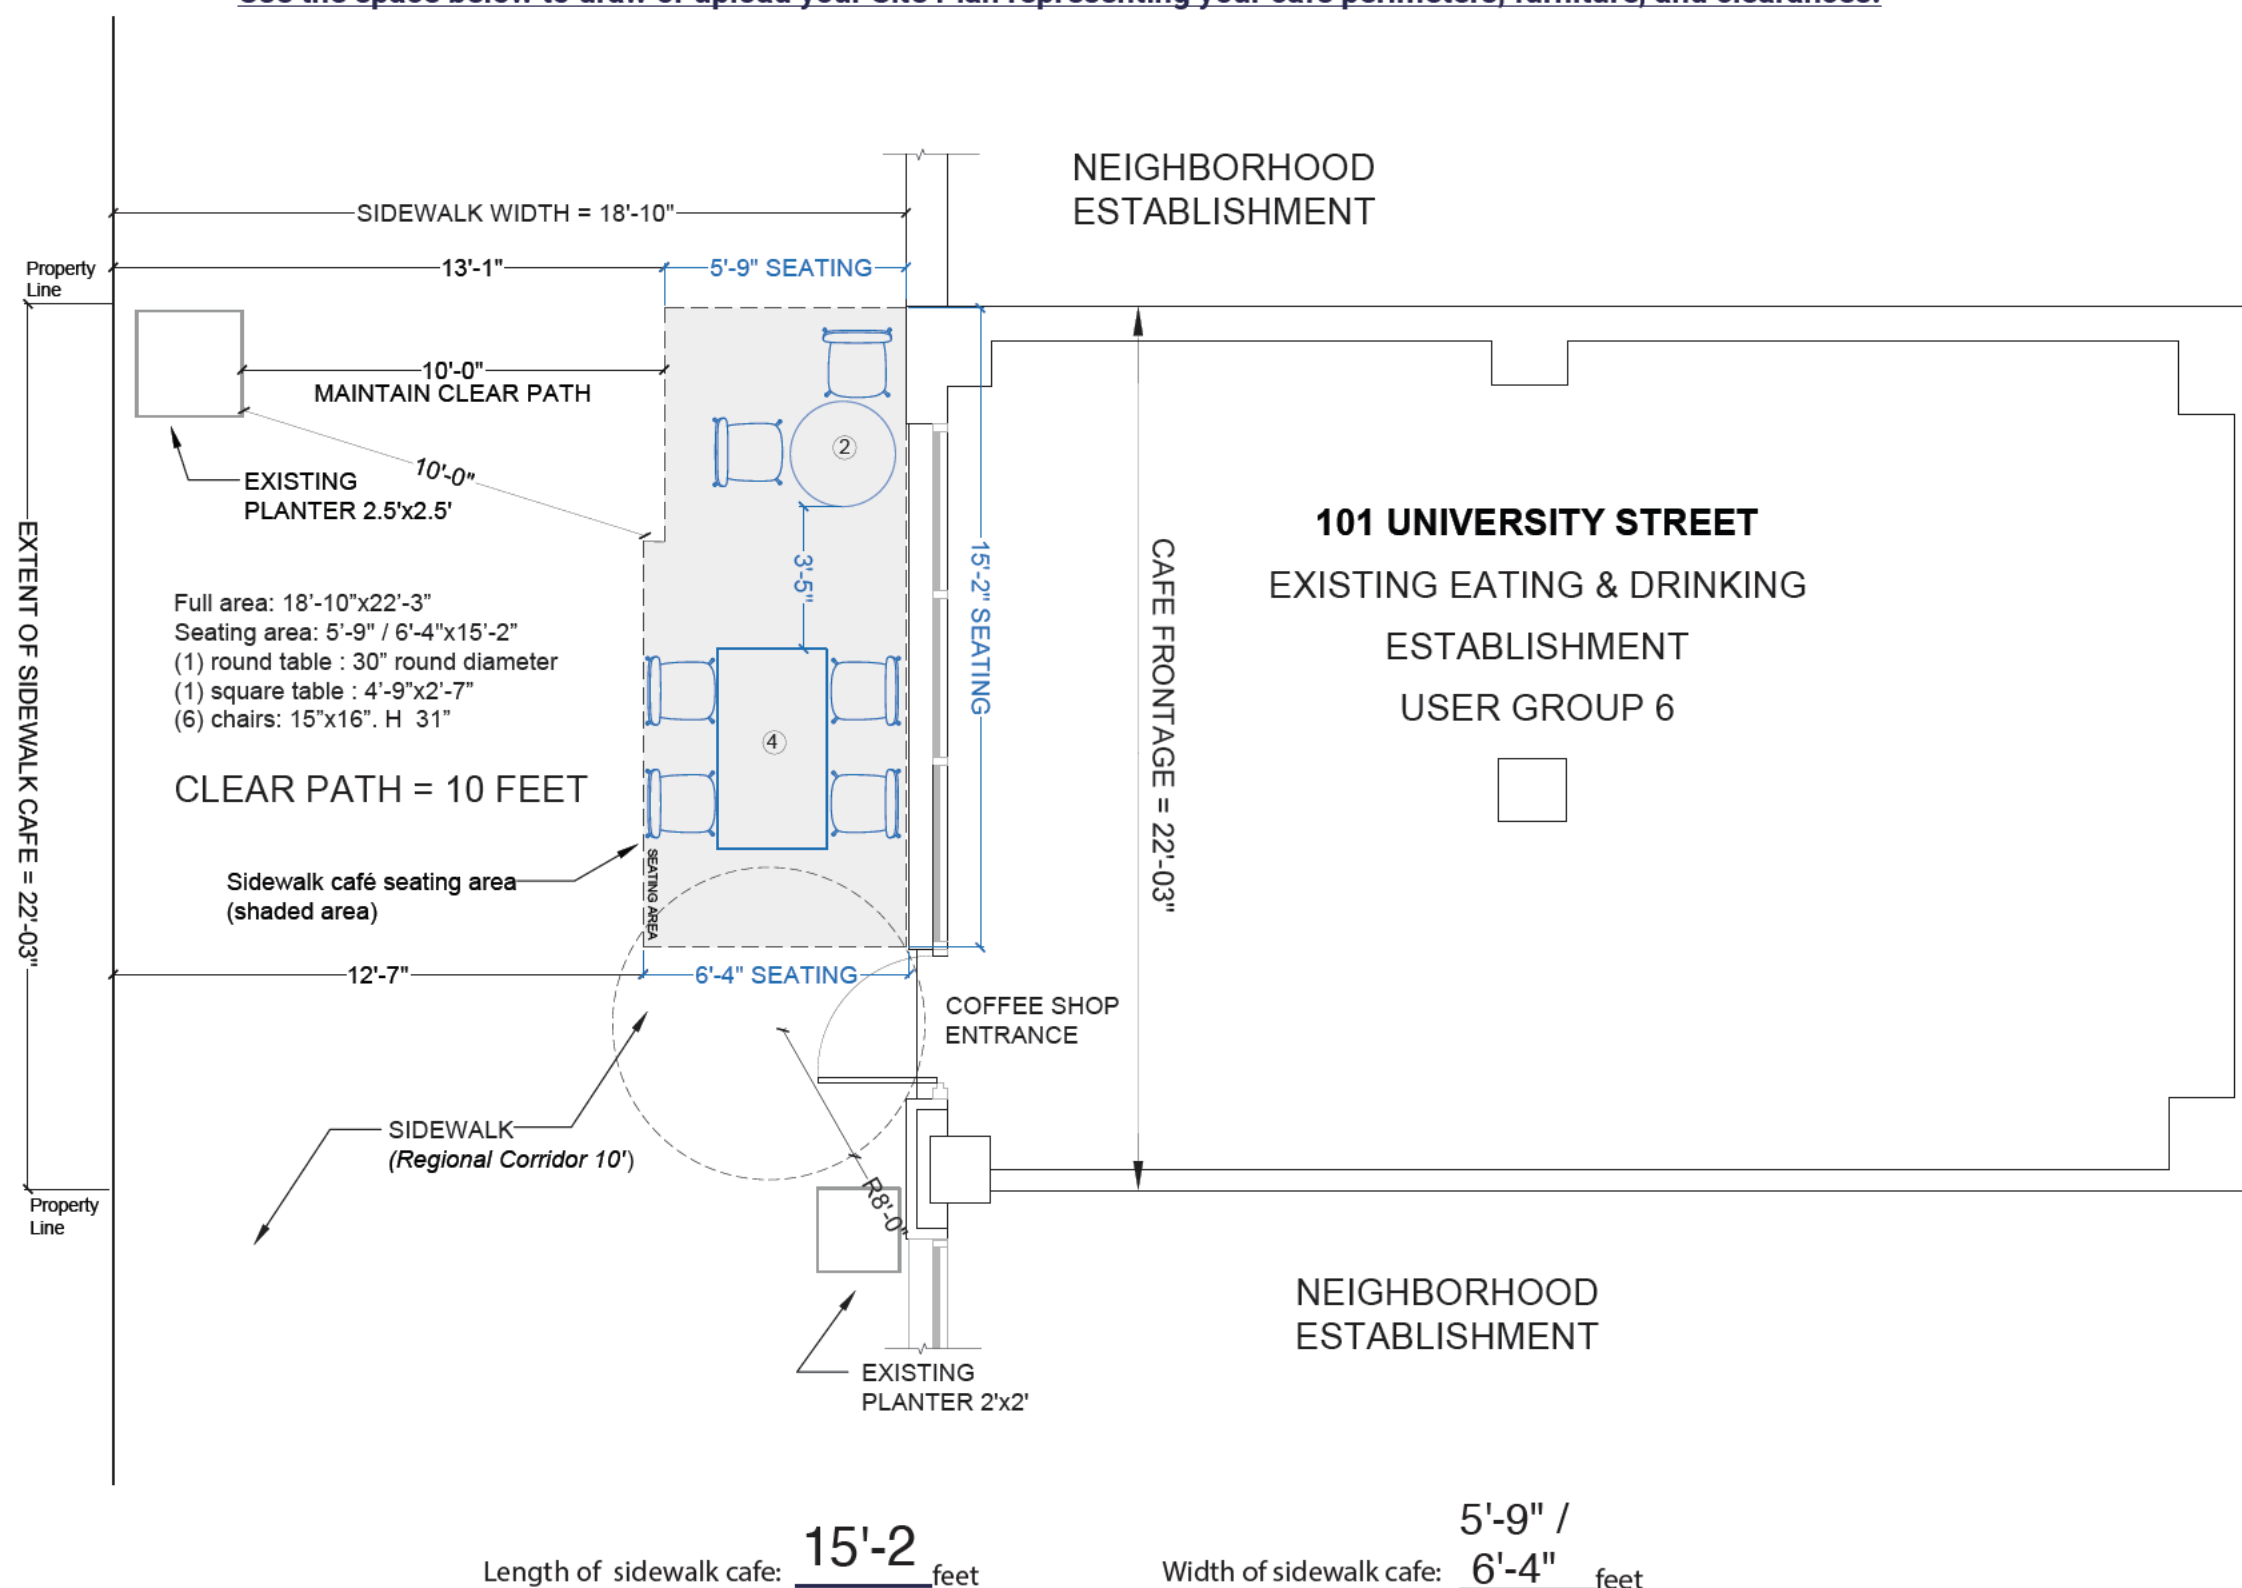 NEIGHBORHOOD
ESTABLISHMENT
SIDEWALK WIDTH = 18'-10"
Property
Line
13'-1"
5'-9" SEATING
10'-0"
MAINTAIN CLEAR PATH
10'-0"
EXISTING
PLANTER 2.5'x2.5'
2
3'-5"
15'-2" SEATING
CAFE FRONTAGE = 22'-03"
EXTENT OF SIDEWALK CAFE = 22'-03"
101 UNIVERSITY STREET
EXISTING EATING & DRINKING
ESTABLISHMENT
USER GROUP 6
Full area: 18'-10"x22'-3"
Seating area: 5'-9" / 6'-4"x15'-2"
(1) round table : 30" round diameter
(1) square table : 4'-9"x2'-7"
(6) chairs: 15"x16". H 31"
4
CLEAR PATH = 10 FEET
Sidewalk café seating area
(shaded area)
SEATING AREA
12'-7"
6'-4" SEATING
COFFEE SHOP
ENTRANCE
SIDEWALK
(Regional Corridor 10')
R8'-0"
Property
Line
EXISTING
PLANTER 2'x2'
NEIGHBORHOOD
ESTABLISHMENT
Length of sidewalk cafe: 15'-2 feet
Width of sidewalk cafe: 5'-9" /
6'-4" feet